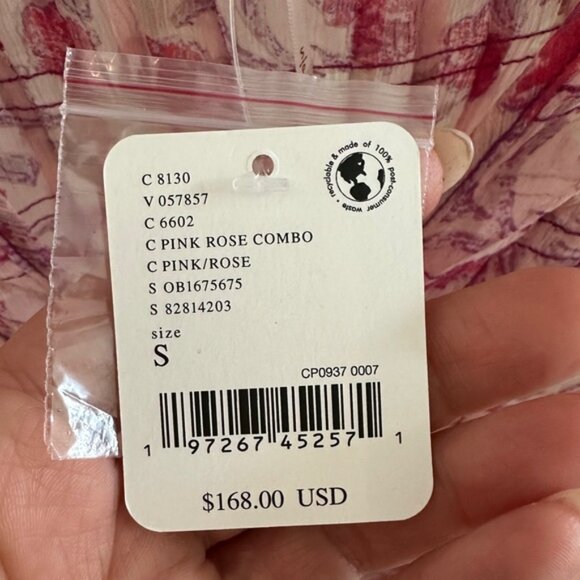 recyclable & made of 100% post-consumer waste •
C 8130
V 057857
C 6602
C PINK ROSE COMBO
C PINK/ROSE
S OB1675675
S 82814203
size
S
CP0937 0007
1 97267 45257 1
$168.00 USD